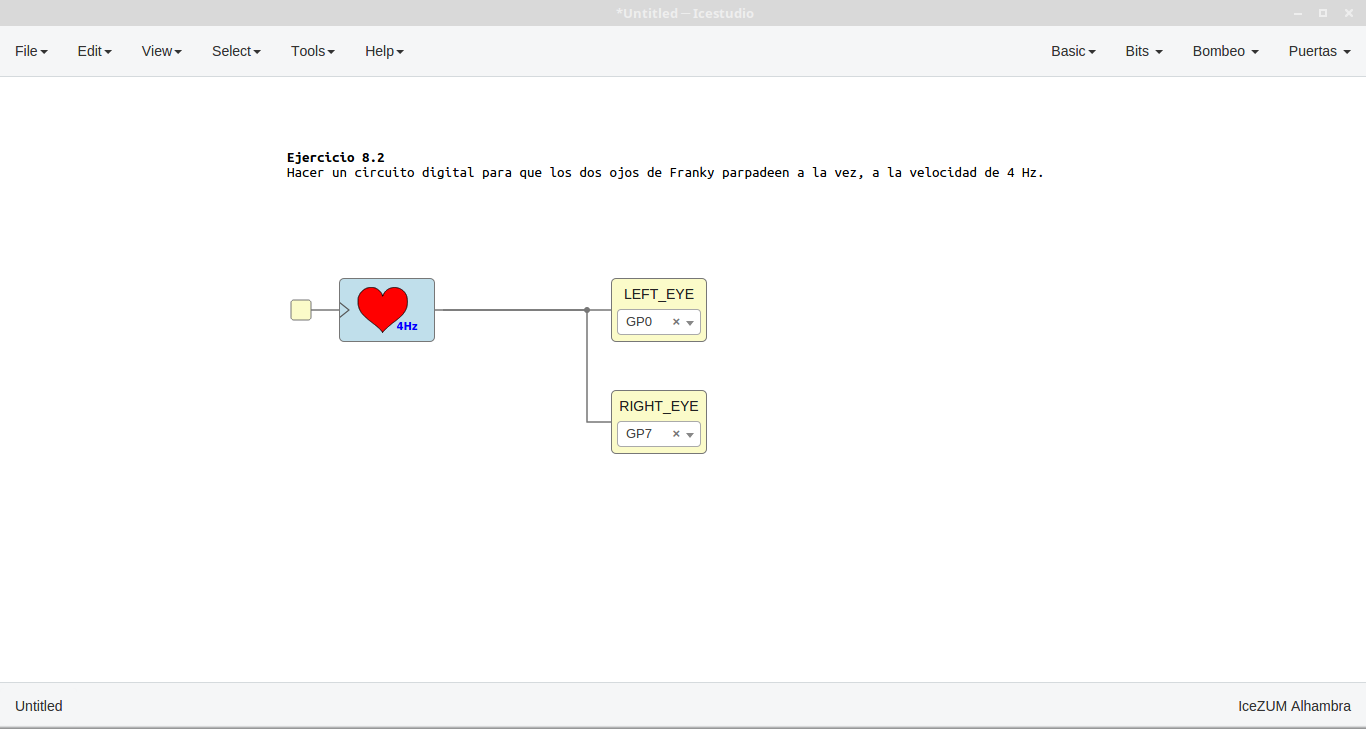 *Untitled — Icestudio
File Edit View Select Tools Help Basic Bits Bombeo Puertas
Ejercicio 8.2
Hacer un circuito digital para que los dos ojos de Franky parpadeen a la vez, a la velocidad de 4 Hz.
4Hz
LEFT_EYE
GP0
RIGHT_EYE
GP7
Untitled IceZUM Alhambra